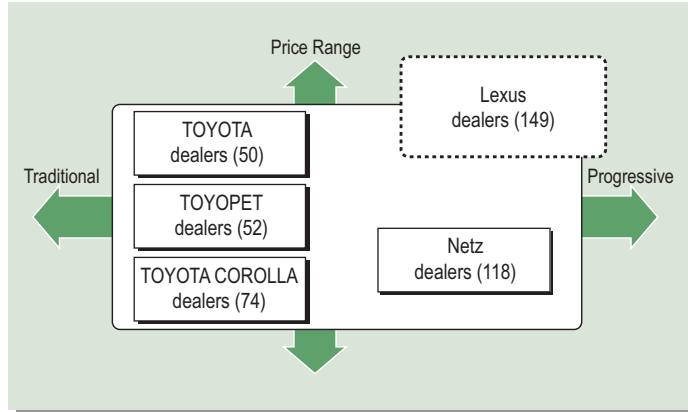 Price Range
Lexus
dealers (149)
TOYOTA
dealers (50)
Traditional
Progressive
TOYOPET
dealers (52)
Netz
dealers (118)
TOYOTA COROLLA
dealers (74)